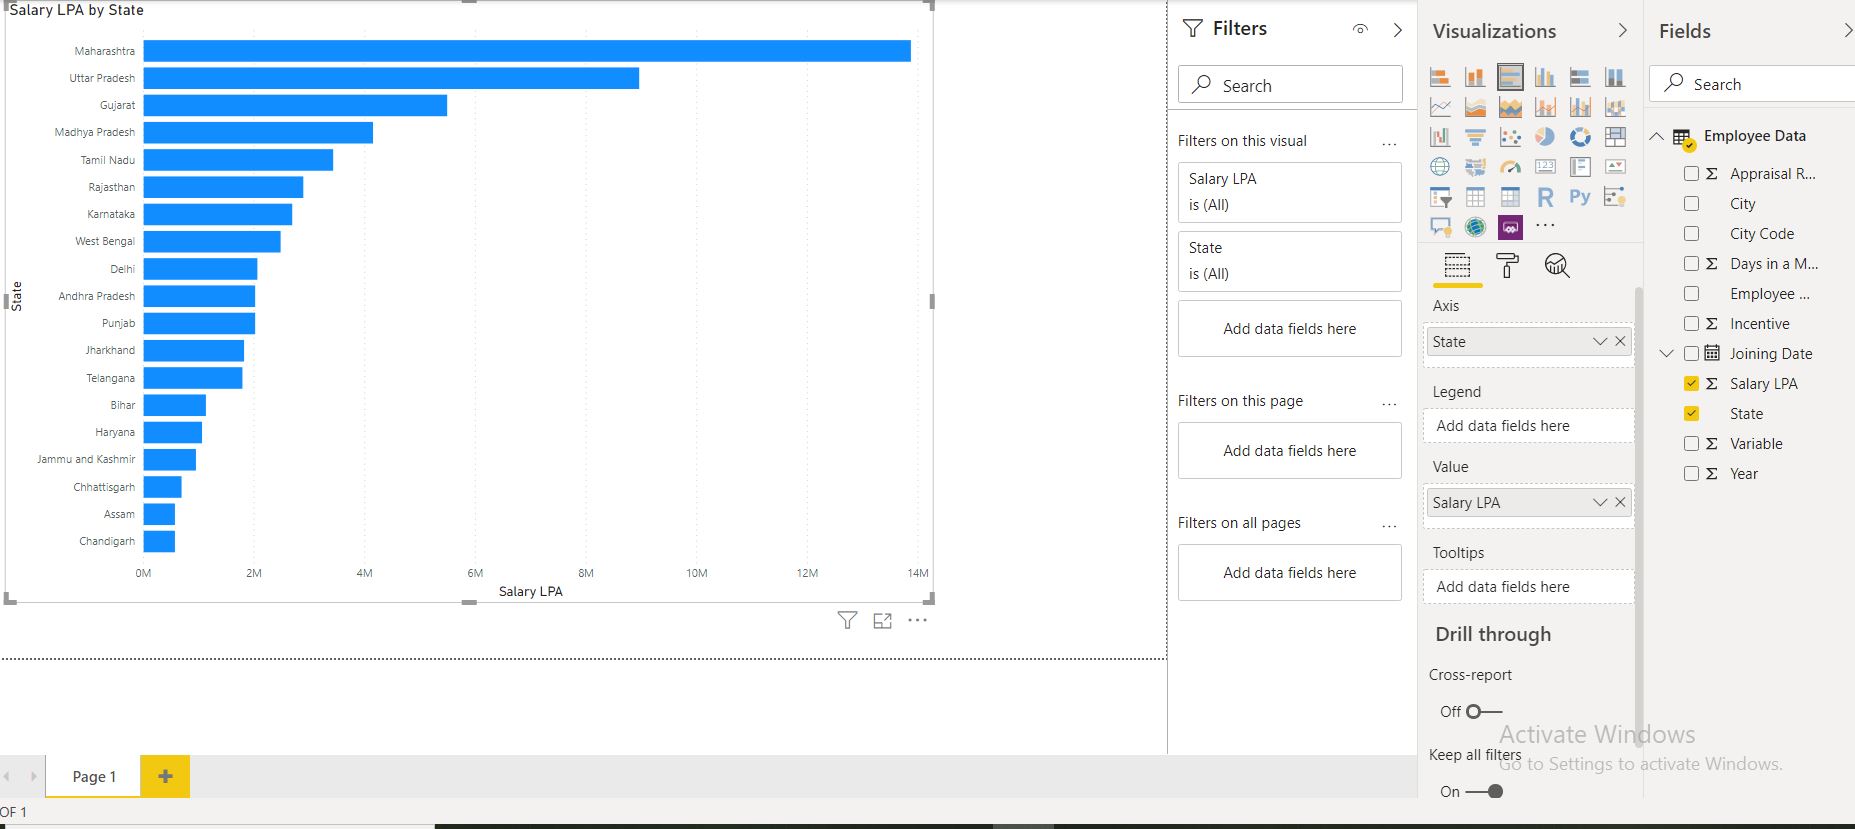 Salary LPA by State
Maharashtra
Uttar Pradesh
Gujarat
Madhya Pradesh
Tamil Nadu
Rajasthan
Karnataka
West Bengal
Delhi
Andhra Pradesh
Punjab
Jharkhand
Telangana
Bihar
Haryana
Jammu and Kashmir
Chhattisgarh
Assam
Chandigarh
State
0M 2M 4M 6M 8M 10M 12M 14M
Salary LPA
Page 1
+
OF 1
Filters
Search
Filters on this visual ...
Salary LPA
is (All)
State
is (All)
Add data fields here
Filters on this page ...
Add data fields here
Filters on all pages ...
Add data fields here
Visualizations
123
R Py
...
Axis
State
Legend
Add data fields here
Value
Salary LPA
Tooltips
Add data fields here
Drill through
Cross-report
Off
Keep all filters
On
Fields
Search
Employee Data
Σ Appraisal R...
City
City Code
Σ Days in a M...
Employee ...
Σ Incentive
Joining Date
Σ Salary LPA
State
Σ Variable
Σ Year
Activate Windows
Go to Settings to activate Windows.